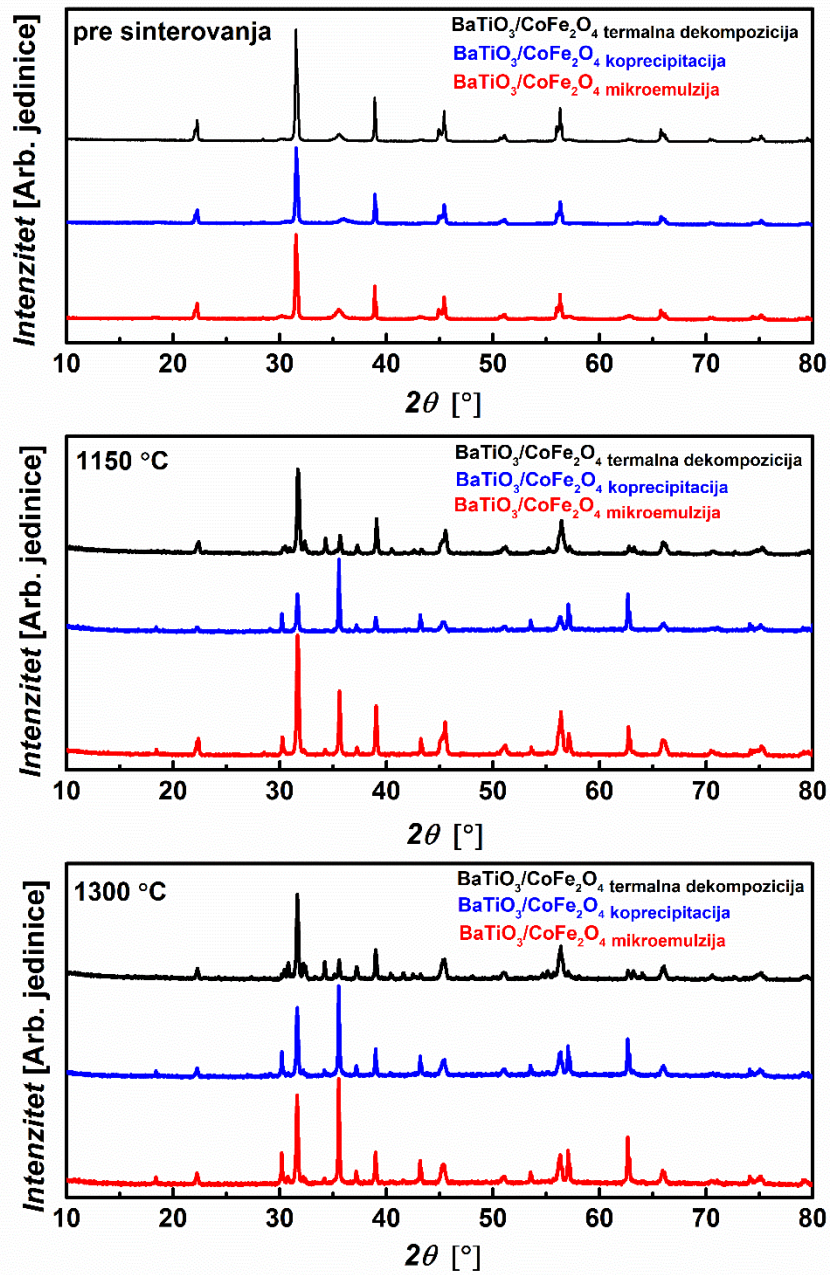 pre sinterovanja
BaTiO₃/CoFe₂O₄ termalna dekompozicija
BaTiO₃/CoFe₂O₄ koprecipitacija
BaTiO₃/CoFe₂O₄ mikroemulzija
Intenzitet [Arb. jedinice]
10 20 30 40 50 60 70 80
2θ [°]
1150 °C
BaTiO₃/CoFe₂O₄ termalna dekompozicija
BaTiO₃/CoFe₂O₄ koprecipitacija
BaTiO₃/CoFe₂O₄ mikroemulzija
Intenzitet [Arb. jedinice]
10 20 30 40 50 60 70 80
2θ [°]
1300 °C
BaTiO₃/CoFe₂O₄ termalna dekompozicija
BaTiO₃/CoFe₂O₄ koprecipitacija
BaTiO₃/CoFe₂O₄ mikroemulzija
Intenzitet [Arb. jedinice]
10 20 30 40 50 60 70 80
2θ [°]